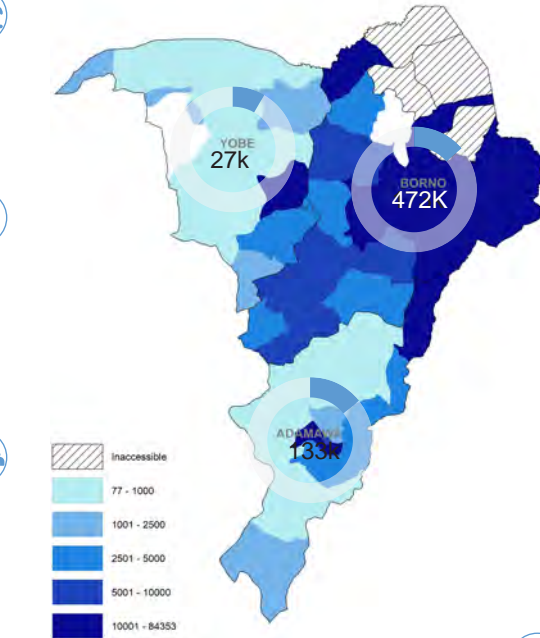 YOBE
27k
BORNO
472K
ADAMAWA
133k
Inaccessible
77 - 1000
1001 - 2500
2501 - 5000
5001 - 10000
10001 - 84353